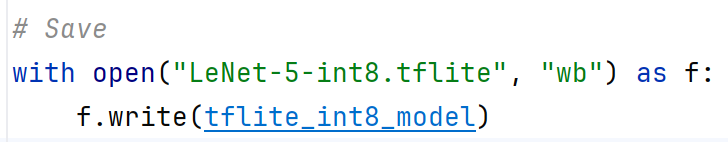 # Save
with open("LeNet-5-int8.tflite", "wb") as f:
    f.write(tflite_int8_model)